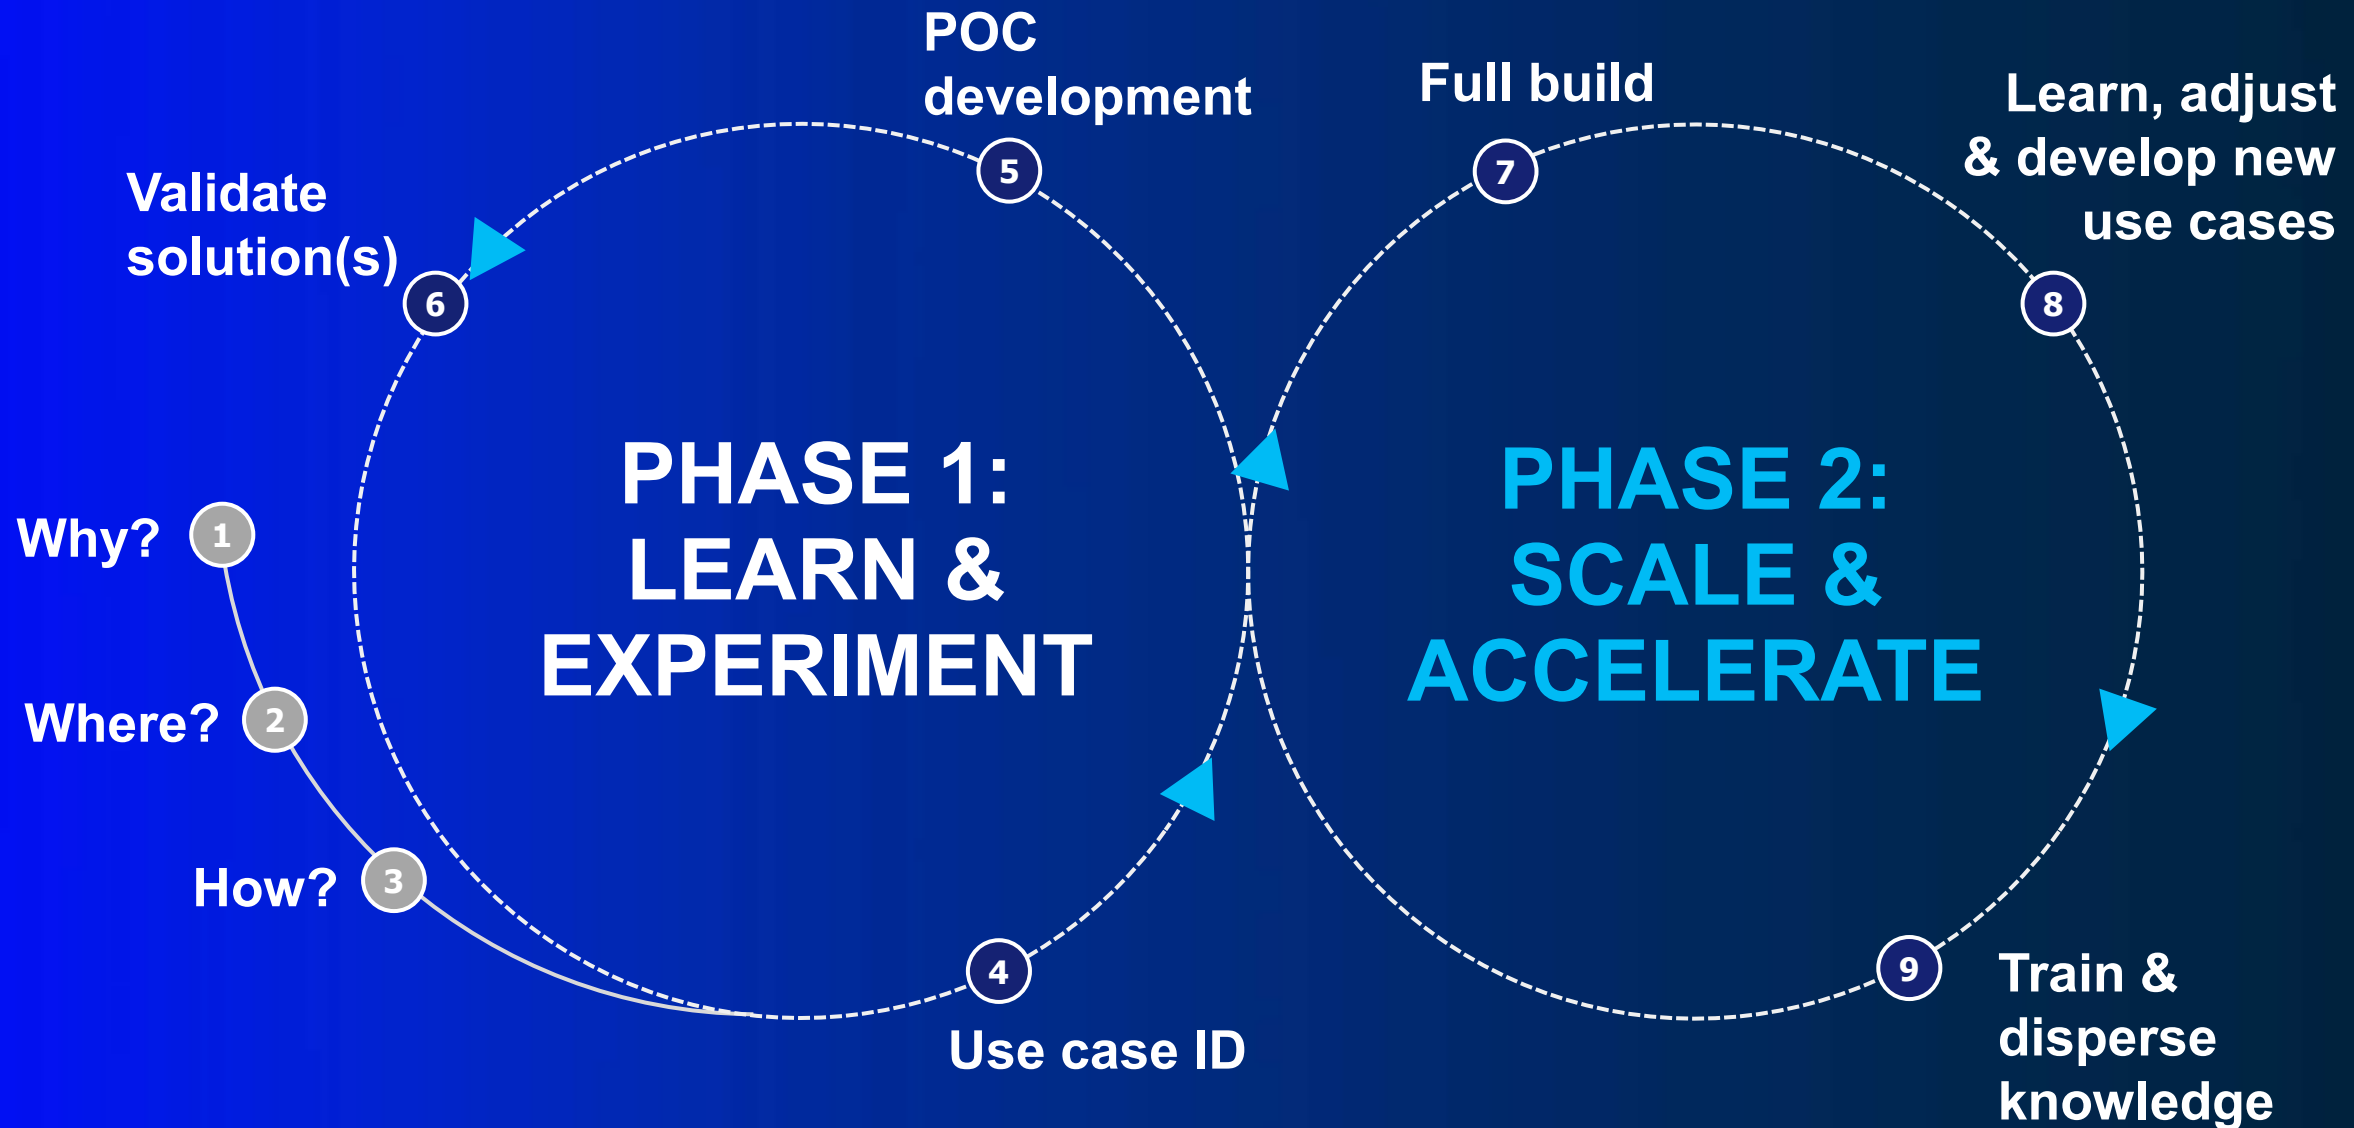 POC
development
5
Validate
solution(s)
6
Why?
1
Where?
2
How?
3
4
Use case ID
PHASE 1:
LEARN &
EXPERIMENT
Full build
7
Learn, adjust
& develop new
use cases
8
PHASE 2:
SCALE &
ACCELERATE
9
Train &
disperse
knowledge